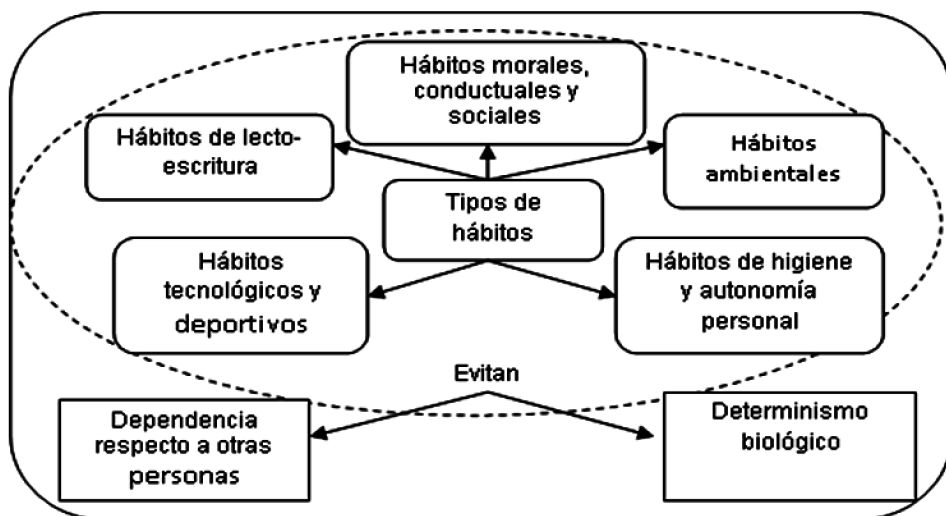 Hábitos morales,
conductuales y
sociales
Hábitos de lecto-
escritura
Hábitos
ambientales
Tipos de
hábitos
Hábitos
tecnológicos y
deportivos
Hábitos de higiene
y autonomía
personal
Evitan
Dependencia
respecto a otras
personas
Determinismo
biológico